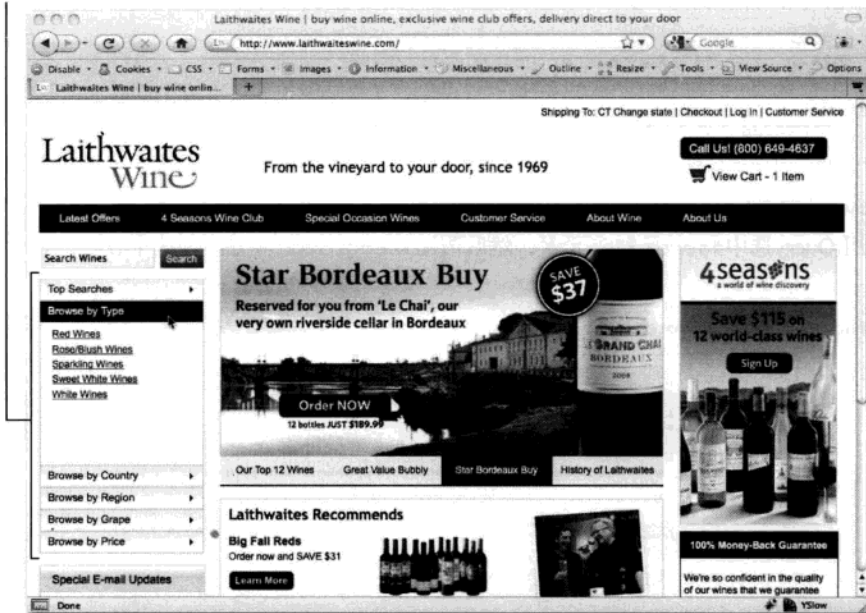 Laithwaites Wine | buy wine online, exclusive wine club offers, delivery direct to your door
http://www.laithwaiteswine.com/
Google
Disable Cookies CSS Forms Images Information Miscellaneous Outline Resize Tools View Source Options
Laithwaites Wine | buy wine onlin...
Shipping To: CT Change state | Checkout | Log In | Customer Service
Laithwaites
Wine
From the vineyard to your door, since 1969
Call Us! (800) 649-4637
View Cart - 1 Item
Latest Offers 4 Seasons Wine Club Special Occasion Wines Customer Service About Wine About Us
Search Wines Search
Top Searches
Browse by Type
Red Wines
Rose/Blush Wines
Sparkling Wines
Sweet White Wines
White Wines
Browse by Country
Browse by Region
Browse by Grape
Browse by Price
Special E-mail Updates
Star Bordeaux Buy
Reserved for you from 'Le Chai', our
very own riverside cellar in Bordeaux
SAVE
$37
LE GRAND CHAI
BORDEAUX
2008
Order NOW
12 bottles JUST $189.99
Our Top 12 Wines Great Value Bubbly Star Bordeaux Buy History of Laithwaites
Laithwaites Recommends
Big Fall Reds
Order now and SAVE $31
Learn More
4seasons
a world of wine discovery
Save $115 on
12 world-class wines
Sign Up
100% Money-Back Guarantee
We're so confident in the quality
of our wines that we guarantee
Done
YSlow